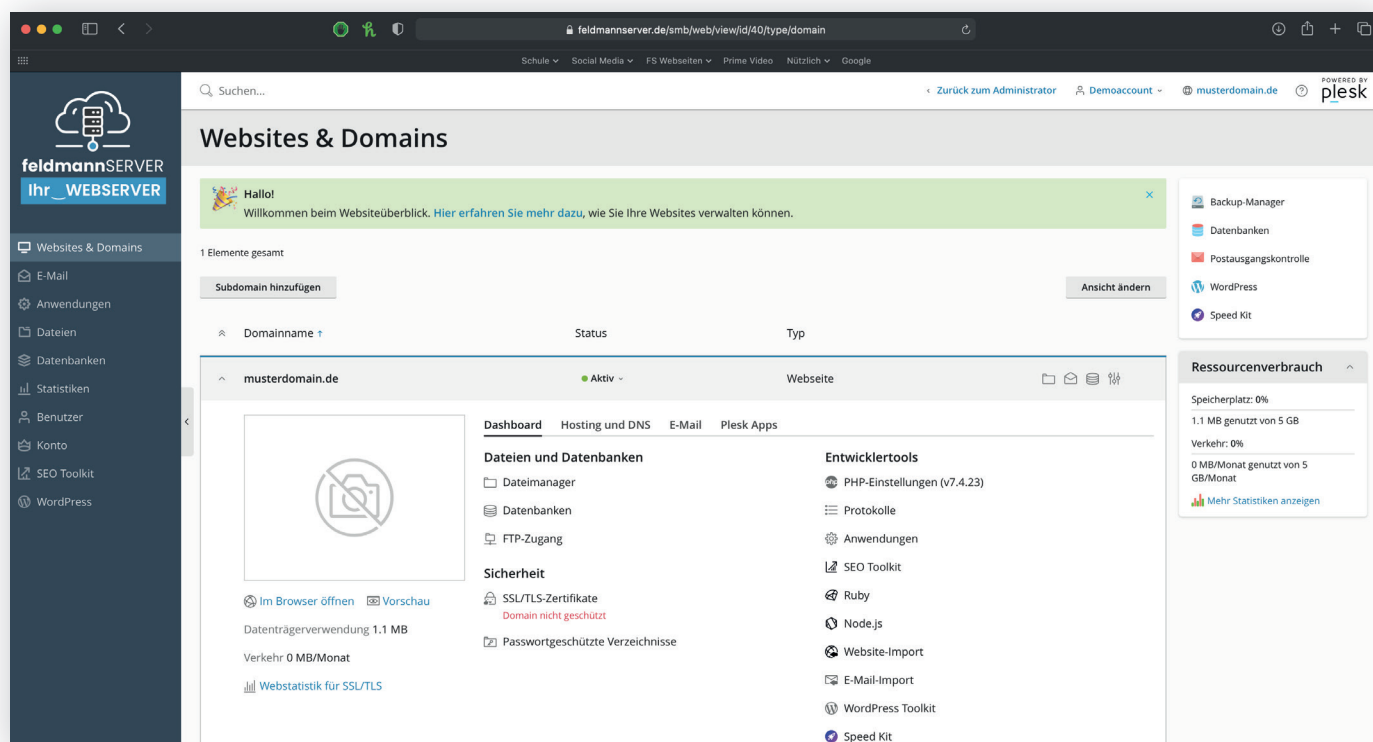 feldmannserver.de/smb/web/view/id/40/type/domain
Schule Social Media FS Webseiten Prime Video Nützlich Google
feldmannSERVER
Ihr_WEBSERVER
Websites & Domains
E-Mail
Anwendungen
Dateien
Datenbanken
Statistiken
Benutzer
Konto
SEO Toolkit
WordPress
Suchen...
Zurück zum Administrator Demoaccount musterdomain.de ? POWERED BY plesk
Websites & Domains
Hallo!
Willkommen beim Websiteüberblick. Hier erfahren Sie mehr dazu, wie Sie Ihre Websites verwalten können.
1 Elemente gesamt
Subdomain hinzufügen Ansicht ändern
Domainname ↑ Status Typ
musterdomain.de Aktiv Webseite
Im Browser öffnen Vorschau
Datenträgerverwendung 1.1 MB
Verkehr 0 MB/Monat
Webstatistik für SSL/TLS
Dashboard Hosting und DNS E-Mail Plesk Apps
Dateien und Datenbanken
Dateimanager
Datenbanken
FTP-Zugang
Sicherheit
SSL/TLS-Zertifikate
Domain nicht geschützt
Passwortgeschützte Verzeichnisse
Entwicklertools
php PHP-Einstellungen (v7.4.23)
Protokolle
Anwendungen
SEO Toolkit
Ruby
Node.js
Website-Import
E-Mail-Import
WordPress Toolkit
Speed Kit
Backup-Manager
Datenbanken
Postausgangskontrolle
WordPress
Speed Kit
Ressourcenverbrauch
Speicherplatz: 0%
1.1 MB genutzt von 5 GB
Verkehr: 0%
0 MB/Monat genutzt von 5
GB/Monat
Mehr Statistiken anzeigen